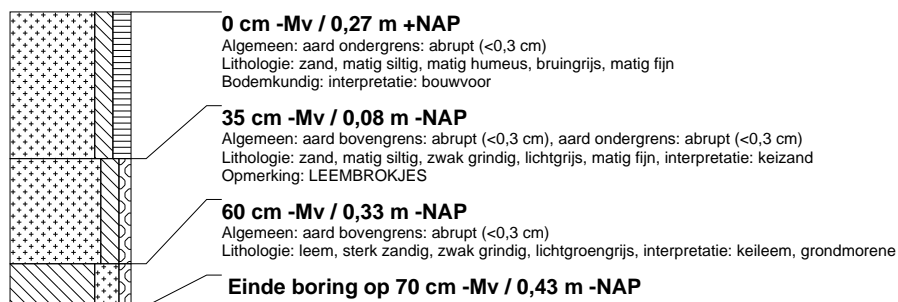 0 cm -Mv / 0,27 m +NAP
Algemeen: aard ondergrens: abrupt (<0,3 cm)
Lithologie: zand, matig siltig, matig humeus, bruingrijs, matig fijn
Bodemkundig: interpretatie: bouwvoor
35 cm -Mv / 0,08 m -NAP
Algemeen: aard bovengrens: abrupt (<0,3 cm), aard ondergrens: abrupt (<0,3 cm)
Lithologie: zand, matig siltig, zwak grindig, lichtgrijs, matig fijn, interpretatie: keizand
Opmerking: LEEMBROKJES
60 cm -Mv / 0,33 m -NAP
Algemeen: aard bovengrens: abrupt (<0,3 cm)
Lithologie: leem, sterk zandig, zwak grindig, lichtgroengrijs, interpretatie: keileem, grondmorene
Einde boring op 70 cm -Mv / 0,43 m -NAP